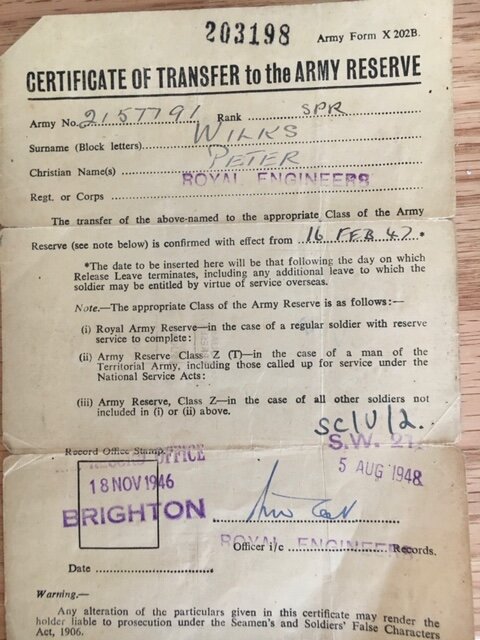 203198 Army Form X 202B.
CERTIFICATE OF TRANSFER to the ARMY RESERVE
Army No. 2157791 Rank SPR
Surname (Block letters) WILKS
Christian Name(s) PETER
Regt. or Corps ROYAL ENGINEERS
The transfer of the above-named to the appropriate Class of the Army
Reserve (see note below) is confirmed with effect from 16 FEB 47.*
*The date to be inserted here will be that following the day on which
Release Leave terminates, including any additional leave to which the
soldier may be entitled by virtue of service overseas.
Note.—The appropriate Class of the Army Reserve is as follows:—
(i) Royal Army Reserve—in the case of a regular soldier with reserve
service to complete:
(ii) Army Reserve Class Z (T)—in the case of a man of the
Territorial Army, including those called up for service under the
National Service Acts:
(iii) Army Reserve, Class Z—in the case of all other soldiers not
included in (i) or (ii) above.
SC/U/2.
S.W.
Record Office Stamp.
OFFICE
5 AUG 1948
18 NOV 1946
BRIGHTON
ROYAL ENGINEERS
Officer i/c Records.
Date
Warning.—
Any alteration of the particulars given in this certificate may render the
holder liable to prosecution under the Seamen's and Soldiers' False Characters
Act, 1906.